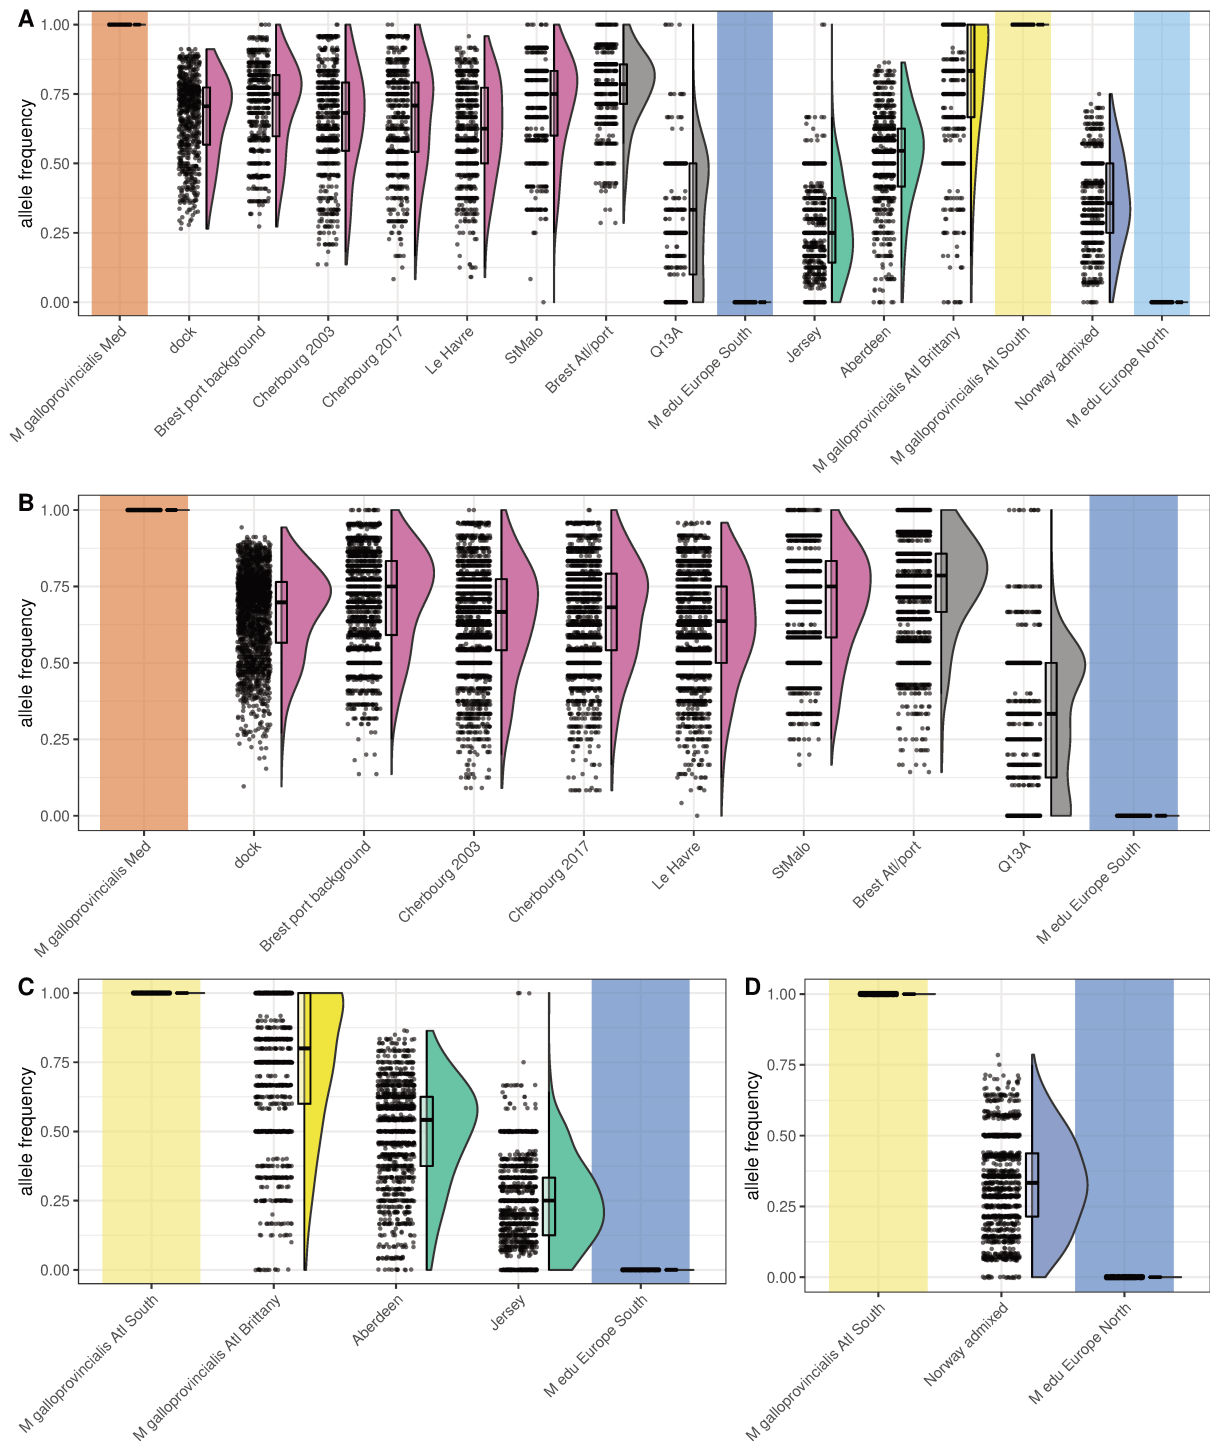 A
allele frequency
1.00
0.75
0.50
0.25
0.00
M galloprovincialis Med
dock
Brest port background
Cherbourg 2003
Cherbourg 2017
Le Havre
StMalo
Brest Atl/port
Q13A
M edu Europe South
Jersey
Aberdeen
M galloprovincialis Atl Brittany
M galloprovincialis Atl South
Norway admixed
M edu Europe North
B
allele frequency
1.00
0.75
0.50
0.25
0.00
M galloprovincialis Med
dock
Brest port background
Cherbourg 2003
Cherbourg 2017
Le Havre
StMalo
Brest Atl/port
Q13A
M edu Europe South
C
allele frequency
1.00
0.75
0.50
0.25
0.00
M galloprovincialis Atl South
M galloprovincialis Atl Brittany
Aberdeen
Jersey
M edu Europe South
D
allele frequency
1.00
0.75
0.50
0.25
0.00
M galloprovincialis Atl South
Norway admixed
M edu Europe North